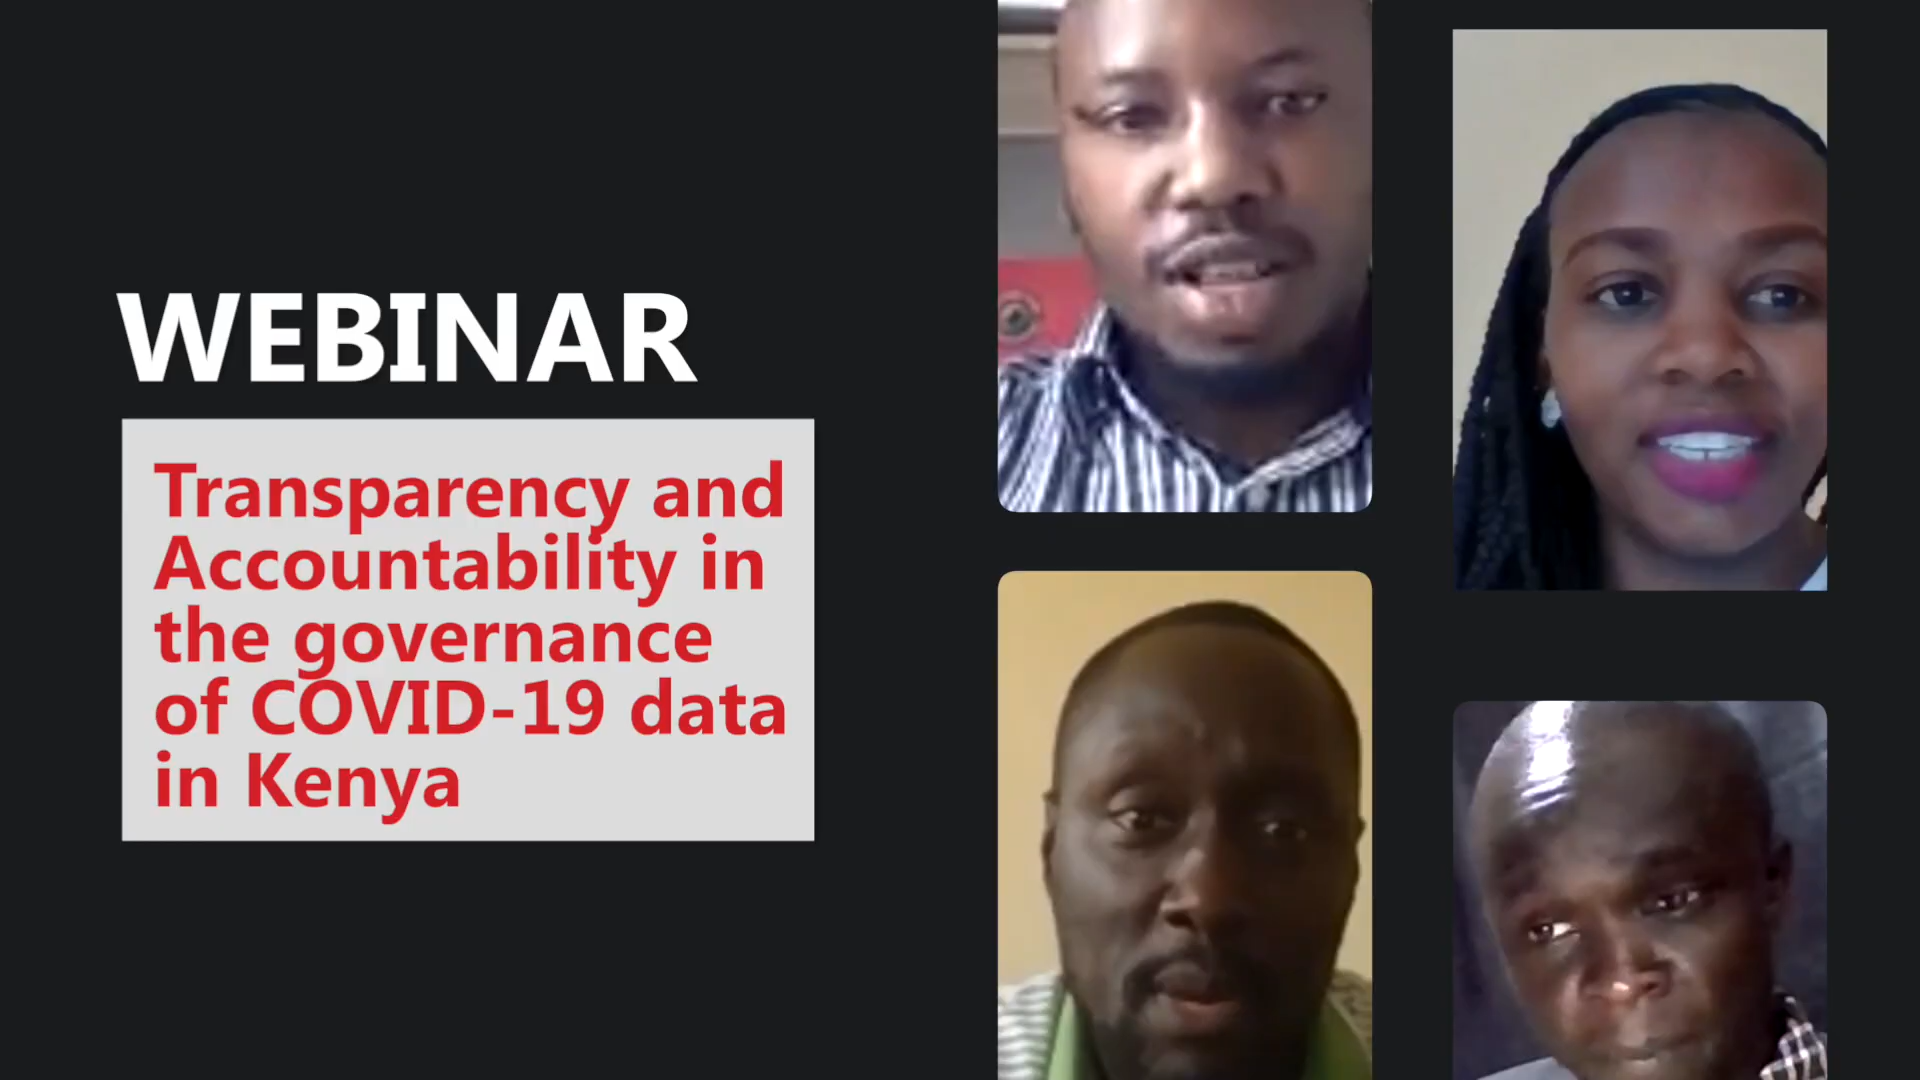 WEBINAR
Transparency and
Accountability in
the governance
of COVID-19 data
in Kenya